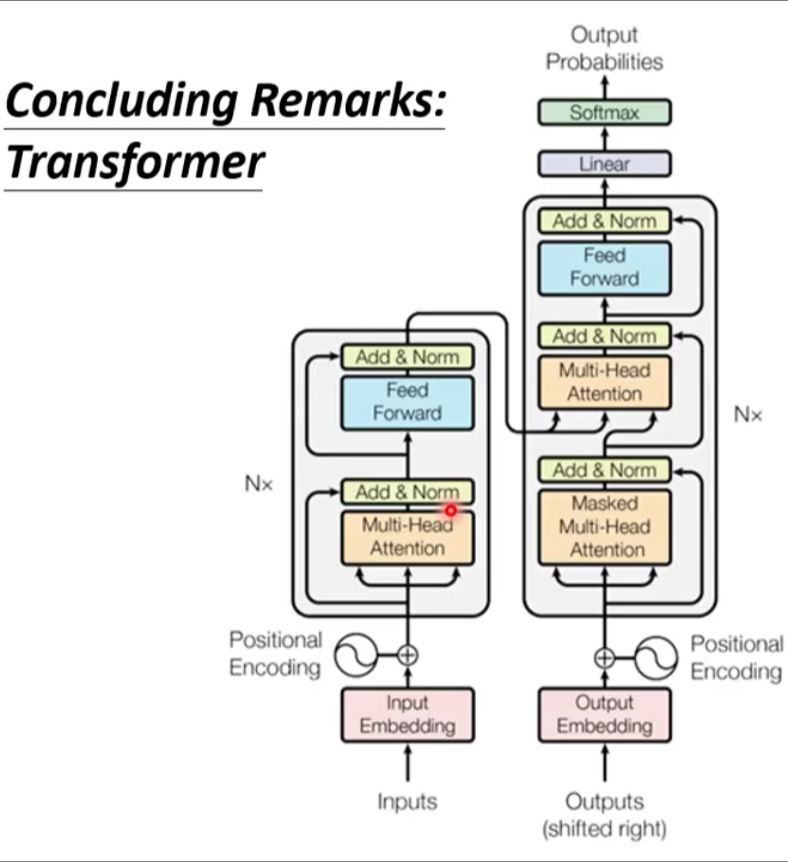 Concluding Remarks:
Transformer
Output
Probabilities
Softmax
Linear
Add & Norm
Feed
Forward
Add & Norm
Multi-Head
Attention
Nx
Add & Norm
Masked
Multi-Head
Attention
Add & Norm
Feed
Forward
Nx
Add & Norm
Multi-Head
Attention
Positional
Encoding
Positional
Encoding
Input
Embedding
Output
Embedding
Inputs
Outputs
(shifted right)